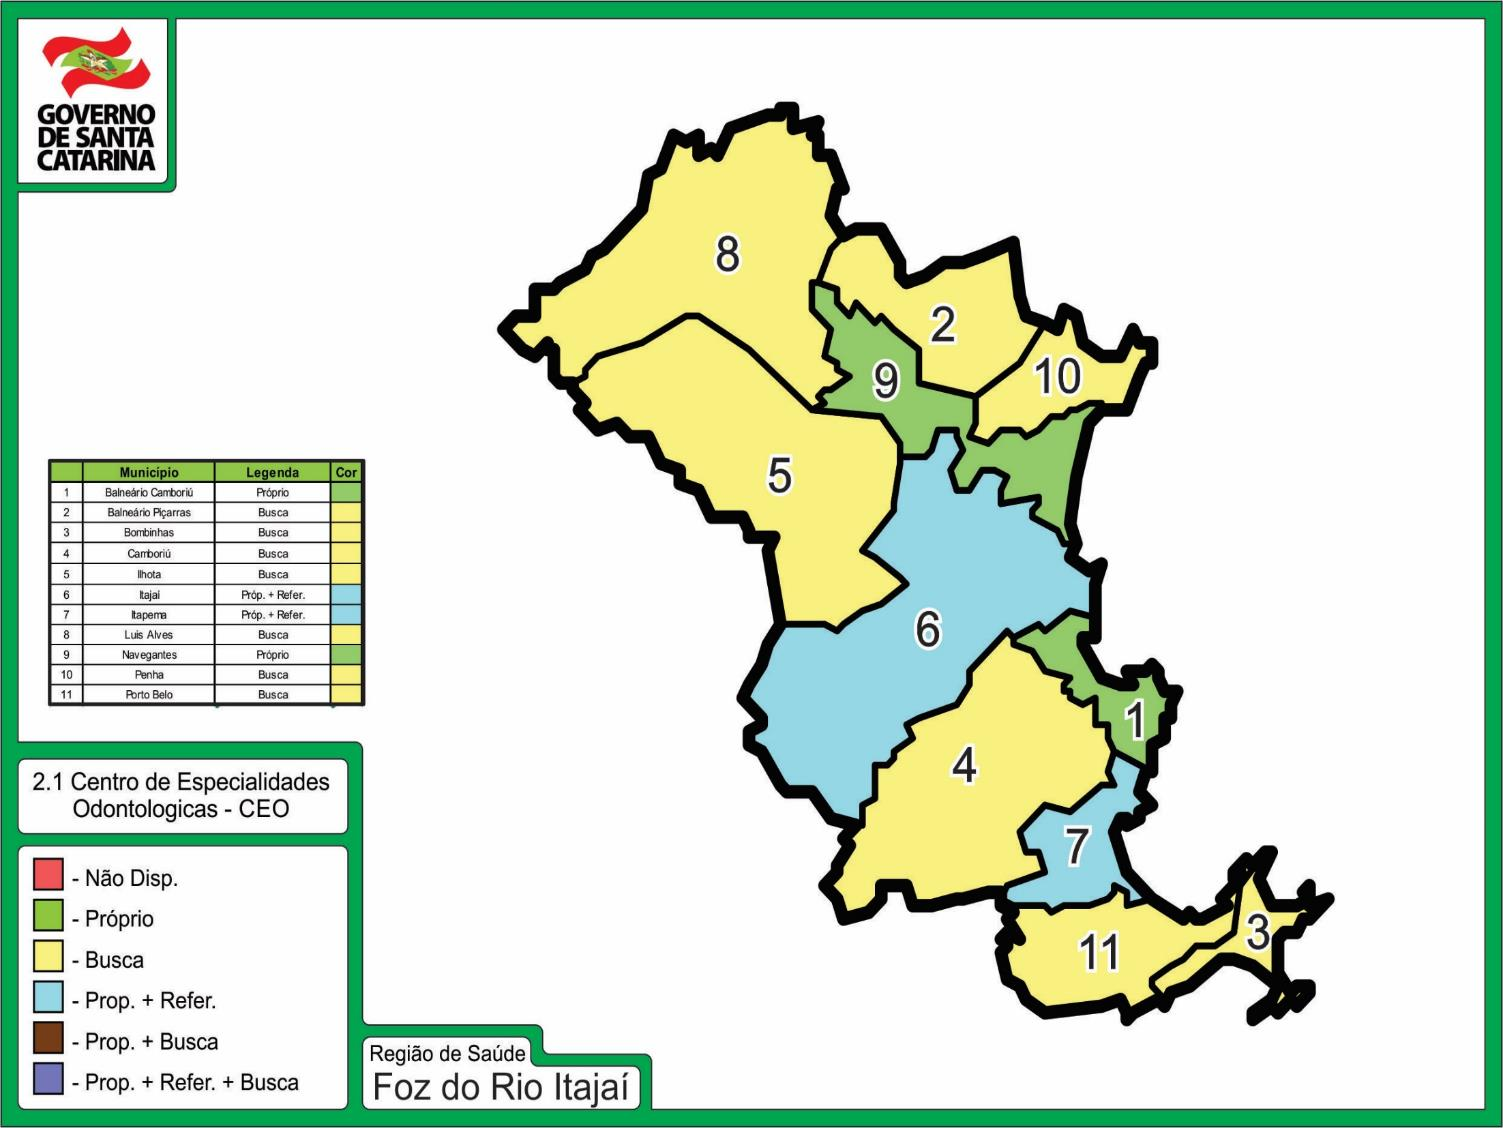 GOVERNO
DE SANTA
CATARINA
8
2
10
9
5
6
1
4
7
3
11
Município Legenda Cor
1 Balneário Camboriú Próprio
2 Balneário Piçarras Busca
3 Bombinhas Busca
4 Camboriú Busca
5 Ilhota Busca
6 Itajaí Próp. + Refer.
7 Itapema Próp. + Refer.
8 Luis Alves Busca
9 Navegantes Próprio
10 Penha Busca
11 Porto Belo Busca
2.1 Centro de Especialidades
Odontologicas - CEO
- Não Disp.
- Próprio
- Busca
- Prop. + Refer.
- Prop. + Busca
- Prop. + Refer. + Busca
Região de Saúde
Foz do Rio Itajaí